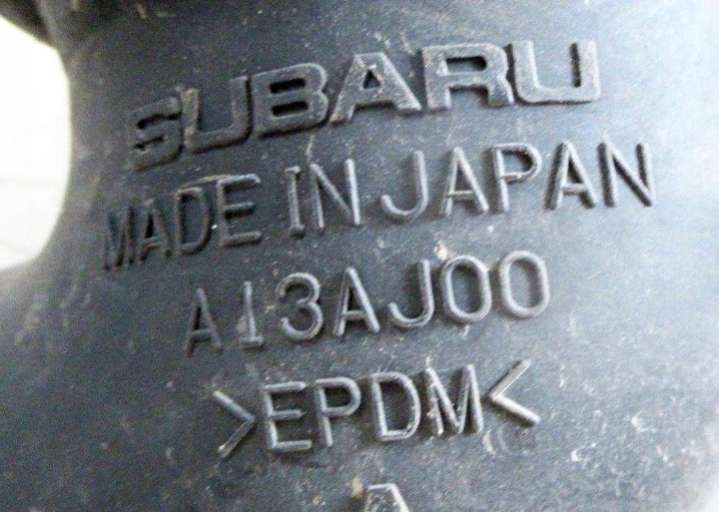 SUBARU
MADE IN JAPAN
A13AJ00
>EPDM<
A